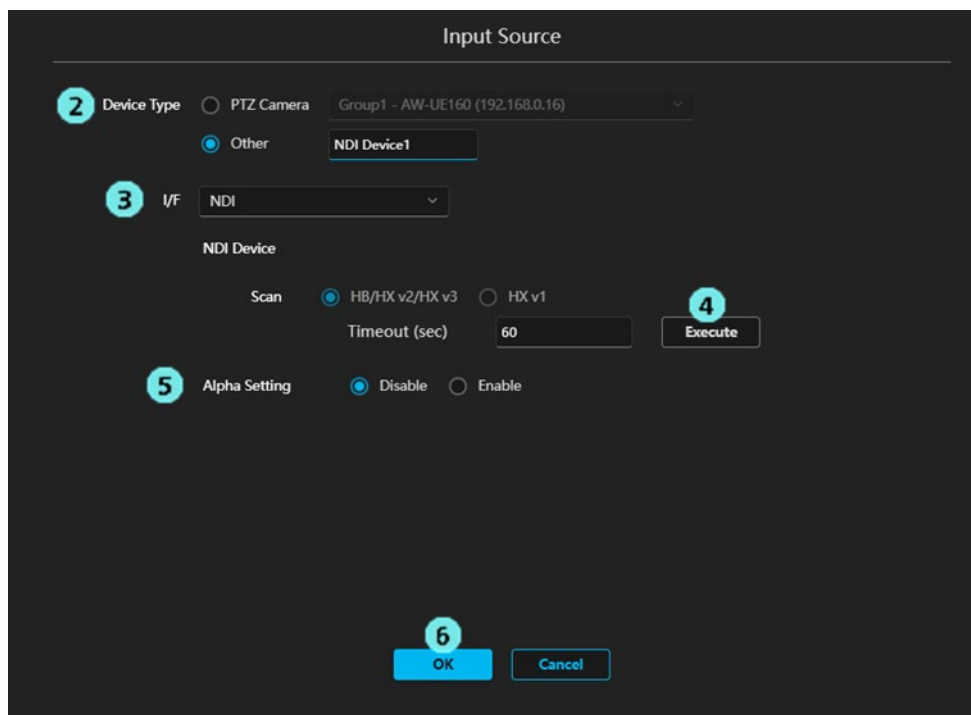 Input Source
2 Device Type PTZ Camera Group1 - AW-UE160 (192.168.0.16)
Other NDI Device1
3 I/F NDI
NDI Device
Scan HB/HX v2/HX v3 HX v1
4
Timeout (sec) 60 Execute
5 Alpha Setting Disable Enable
6
OK Cancel